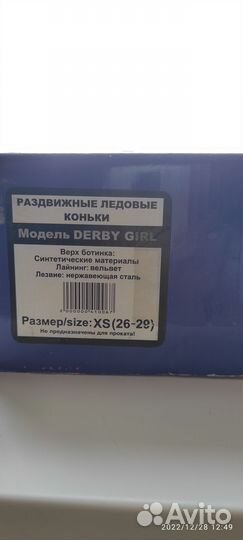 РАЗДВИЖНЫЕ ЛЕДОВЫЕ
КОНЬКИ
Модель DERBY GIRL
Верх ботинка:
Синтетические материалы
Лайнинг: вельвет
Лезвие: нержавеющая сталь
Размер/size: XS(26-29)
Не предназначены для проката!
2022/12/28 12:49
Avito